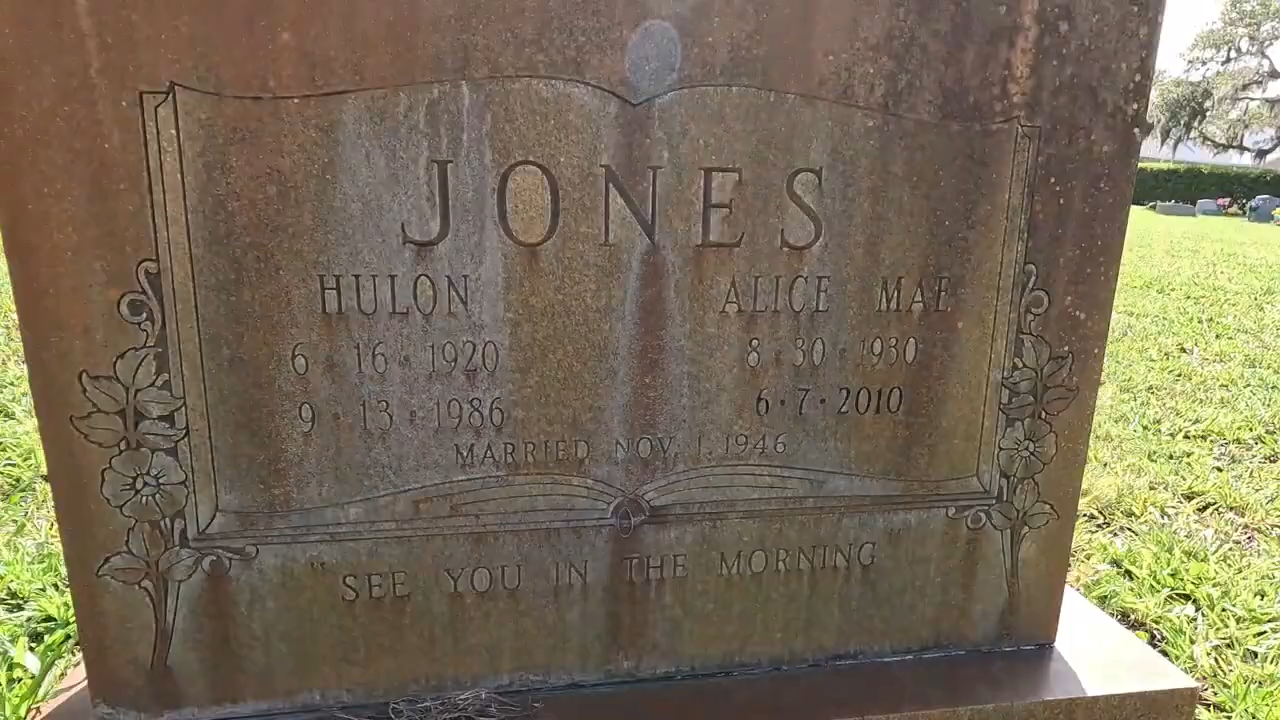 JONES
HULON
6 · 16 · 1920
9 · 13 · 1986
ALICE MAE
8 · 30 · 1930
6 · 7 · 2010
MARRIED NOV. 1, 1946
"SEE YOU IN THE MORNING"